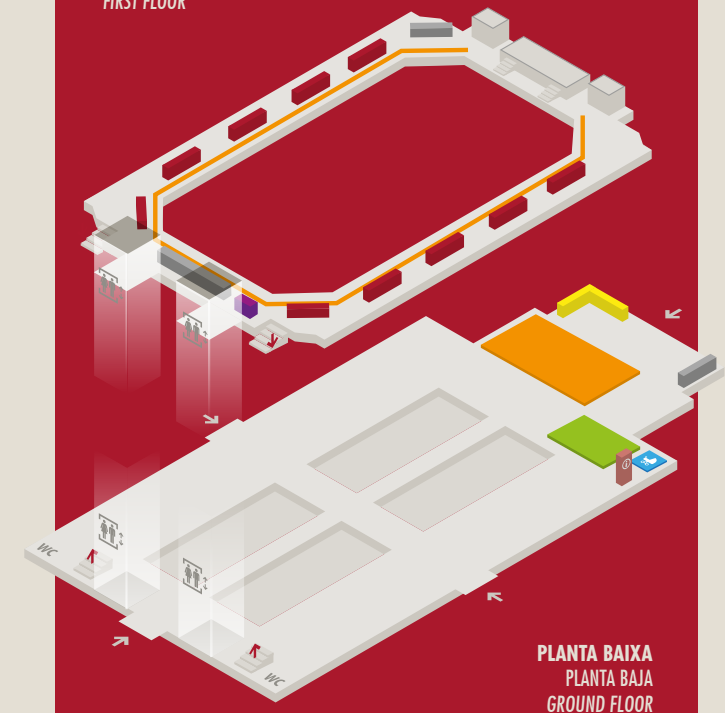 FIRST FLOOR
WC
WC
PLANTA BAIXA
PLANTA BAJA
GROUND FLOOR